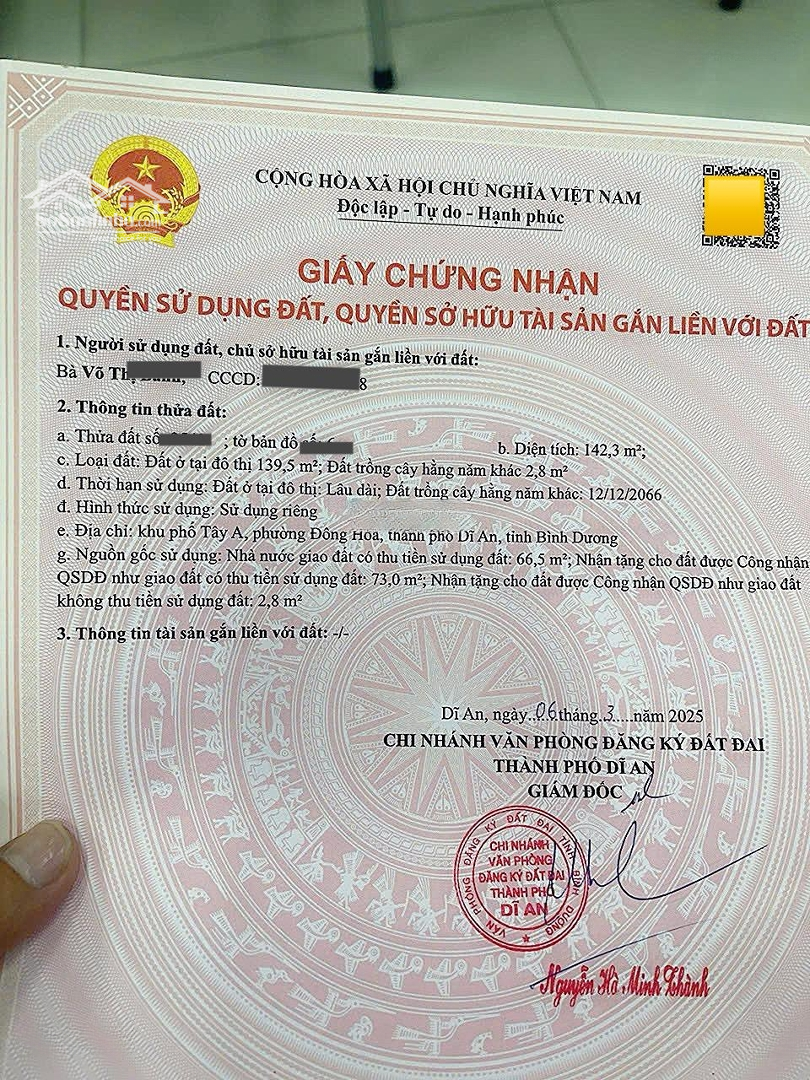 CỘNG HÒA XÃ HỘI CHỦ NGHĨA VIỆT NAM
Độc lập - Tự do - Hạnh phúc
GIẤY CHỨNG NHẬN
QUYỀN SỬ DỤNG ĐẤT, QUYỀN SỞ HỮU TÀI SẢN GẮN LIỀN VỚI ĐẤT
1. Người sử dụng đất, chủ sở hữu tài sản gắn liền với đất:
Bà Võ CCCD: 8
2. Thông tin thửa đất:
a. Thửa đất số ; tờ bản đồ b. Diện tích: 142,3 m²;
c. Loại đất: Đất ở tại đô thị 139,5 m²; Đất trồng cây hằng năm khác 2,8 m²
d. Thời hạn sử dụng: Đất ở tại đô thị: Lâu dài; Đất trồng cây hằng năm khác: 12/12/2066
đ. Hình thức sử dụng: Sử dụng riêng
e. Địa chỉ: khu phố Tây A, phường Đông Hòa, thành phố Dĩ An, tỉnh Bình Dương
g. Nguồn gốc sử dụng: Nhà nước giao đất có thu tiền sử dụng đất: 66,5 m²; Nhận tặng cho đất được Công nhận
QSDĐ như giao đất có thu tiền sử dụng đất: 73,0 m²; Nhận tặng cho đất được Công nhận QSDĐ như giao đất
không thu tiền sử dụng đất: 2,8 m²
3. Thông tin tài sản gắn liền với đất: -/-
Dĩ An, ngày..06tháng..3....năm 2025
CHI NHÁNH VĂN PHÒNG ĐĂNG KÝ ĐẤT ĐAI
THÀNH PHỐ DĨ AN
GIÁM ĐỐC
VĂN PHÒNG ĐĂNG KÝ ĐẤT ĐAI TỈNH BÌNH DƯƠNG
CHI NHÁNH
VĂN PHÒNG
ĐĂNG KÝ ĐẤT ĐAI
THÀNH PHỐ
DĨ AN
Nguyễn Hà Minh Thành